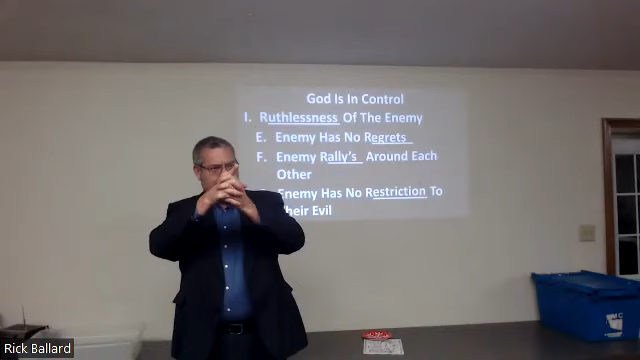 God Is In Control
I. Ruthlessness Of The Enemy
E. Enemy Has No Regrets
F. Enemy Rally's Around Each
Other
Enemy Has No Restriction To
Their Evil
Rick Ballard